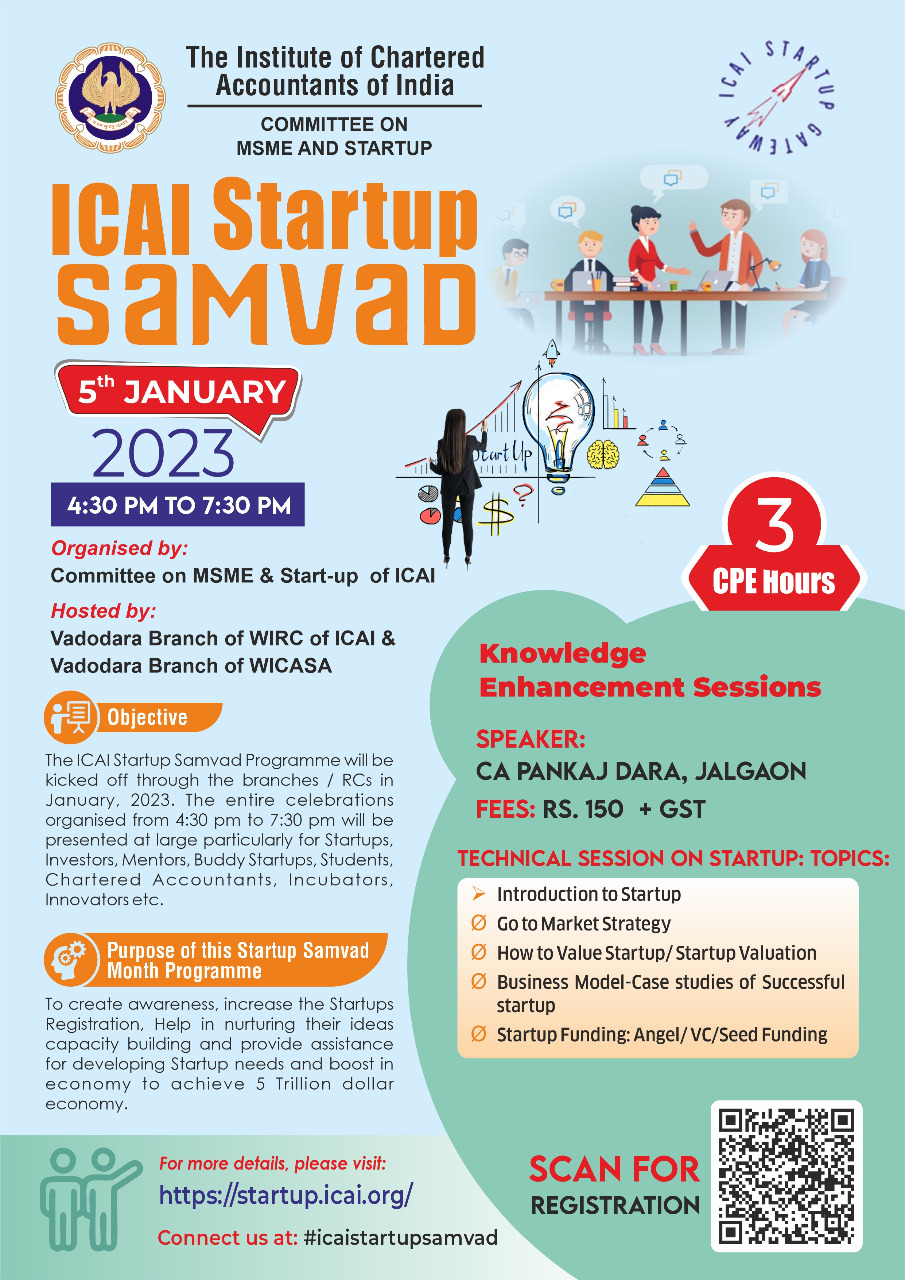 The Institute of Chartered
Accountants of India
COMMITTEE ON
MSME AND STARTUP
ICAI STARTUP GATEWAY
ICAI Startup
SAMVAD
5th JANUARY
2023
4:30 PM TO 7:30 PM
StartUp
Organised by:
Committee on MSME & Start-up of ICAI
Hosted by:
Vadodara Branch of WIRC of ICAI &
Vadodara Branch of WICASA
Objective
The ICAI Startup Samvad Programme will be
kicked off through the branches / RCs in
January, 2023. The entire celebrations
organised from 4:30 pm to 7:30 pm will be
presented at large particularly for Startups,
Investors, Mentors, Buddy Startups, Students,
Chartered Accountants, Incubators,
Innovators etc.
Purpose of this Startup Samvad
Month Programme
To create awareness, increase the Startups
Registration, Help in nurturing their ideas
capacity building and provide assistance
for developing Startup needs and boost in
economy to achieve 5 Trillion dollar
economy.
3
CPE Hours
Knowledge
Enhancement Sessions
SPEAKER:
CA PANKAJ DARA, JALGAON
FEES: RS. 150 + GST
TECHNICAL SESSION ON STARTUP: TOPICS:
➢ Introduction to Startup
Ø Go to Market Strategy
Ø How to Value Startup/ Startup Valuation
Ø Business Model-Case studies of Successful
startup
Ø Startup Funding: Angel/ VC/Seed Funding
For more details, please visit:
https://startup.icai.org/
Connect us at: #icaistartupsamvad
SCAN FOR
REGISTRATION